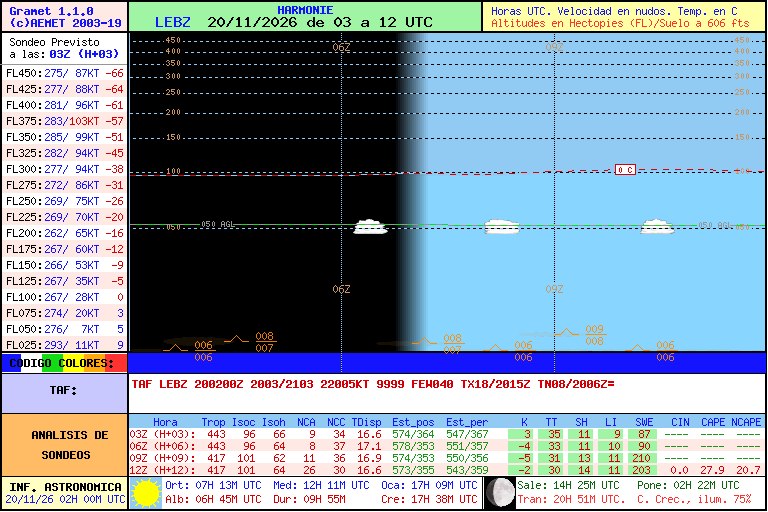 Gramet 1.1.0
(c)AEMET 2003-19
HARMONIE
LEBZ 20/11/2026 de 03 a 12 UTC
Horas UTC. Velocidad en nudos. Temp. en C
Altitudes en Hectopies (FL)/Suelo a 606 fts
Sondeo Previsto
a las: 03Z (H+03)
FL450:275/ 87KT -66
FL425:277/ 88KT -64
FL400:281/ 96KT -61
FL375:283/103KT -57
FL350:285/ 99KT -51
FL325:282/ 94KT -45
FL300:277/ 94KT -38
FL275:272/ 86KT -31
FL250:269/ 75KT -26
FL225:269/ 70KT -20
FL200:262/ 65KT -16
FL175:267/ 60KT -12
FL150:266/ 53KT -9
FL125:267/ 35KT -5
FL100:267/ 28KT 0
FL075:074/ 20KT 3
FL050:276/ 7KT 5
FL025:293/ 11KT 9
06Z 09Z
450 450
400 400
350 350
300 300
250 250
200 200
150 150
100 0 C 100
050 AGL 050 AGL
050 050
06Z 09Z
006 008 008 009
006 007 007 008 006
006
CODIGO COLORES:
TAF:
TAF LEBZ 200200Z 2003/2103 22005KT 9999 FEW040 TX18/2015Z TN08/2006Z=
ANALISIS DE
SONDEOS
Hora Trop Isoc Isoh NCA NCC TDisp Est_pos Est_per K TT SH LI SWE CIN CAPE NCAPE
03Z (H+03): 443 96 66 9 34 16.6 574/364 547/367 3 35 11 9 87 ---- ---- ----
06Z (H+06): 443 96 64 8 37 17.1 578/353 551/357 -4 33 11 10 90 ---- ---- ----
09Z (H+09): 417 101 62 11 36 16.9 574/353 550/356 -5 31 13 11 210 ---- ---- ----
12Z (H+12): 417 101 64 26 30 16.6 573/355 543/359 -2 30 14 11 203 0.0 27.9 20.7
INF. ASTRONOMICA
20/11/26 02H 00M UTC
Ort: 07H 13M UTC Med: 12H 11M UTC Oca: 17H 09M UTC
Alb: 06H 45M UTC Dur: 09H 55M Cre: 17H 38M UTC
Sale: 14H 25M UTC Pone: 02H 22M UTC
Tran: 20H 51M UTC. C. Crec., ilum. 75%